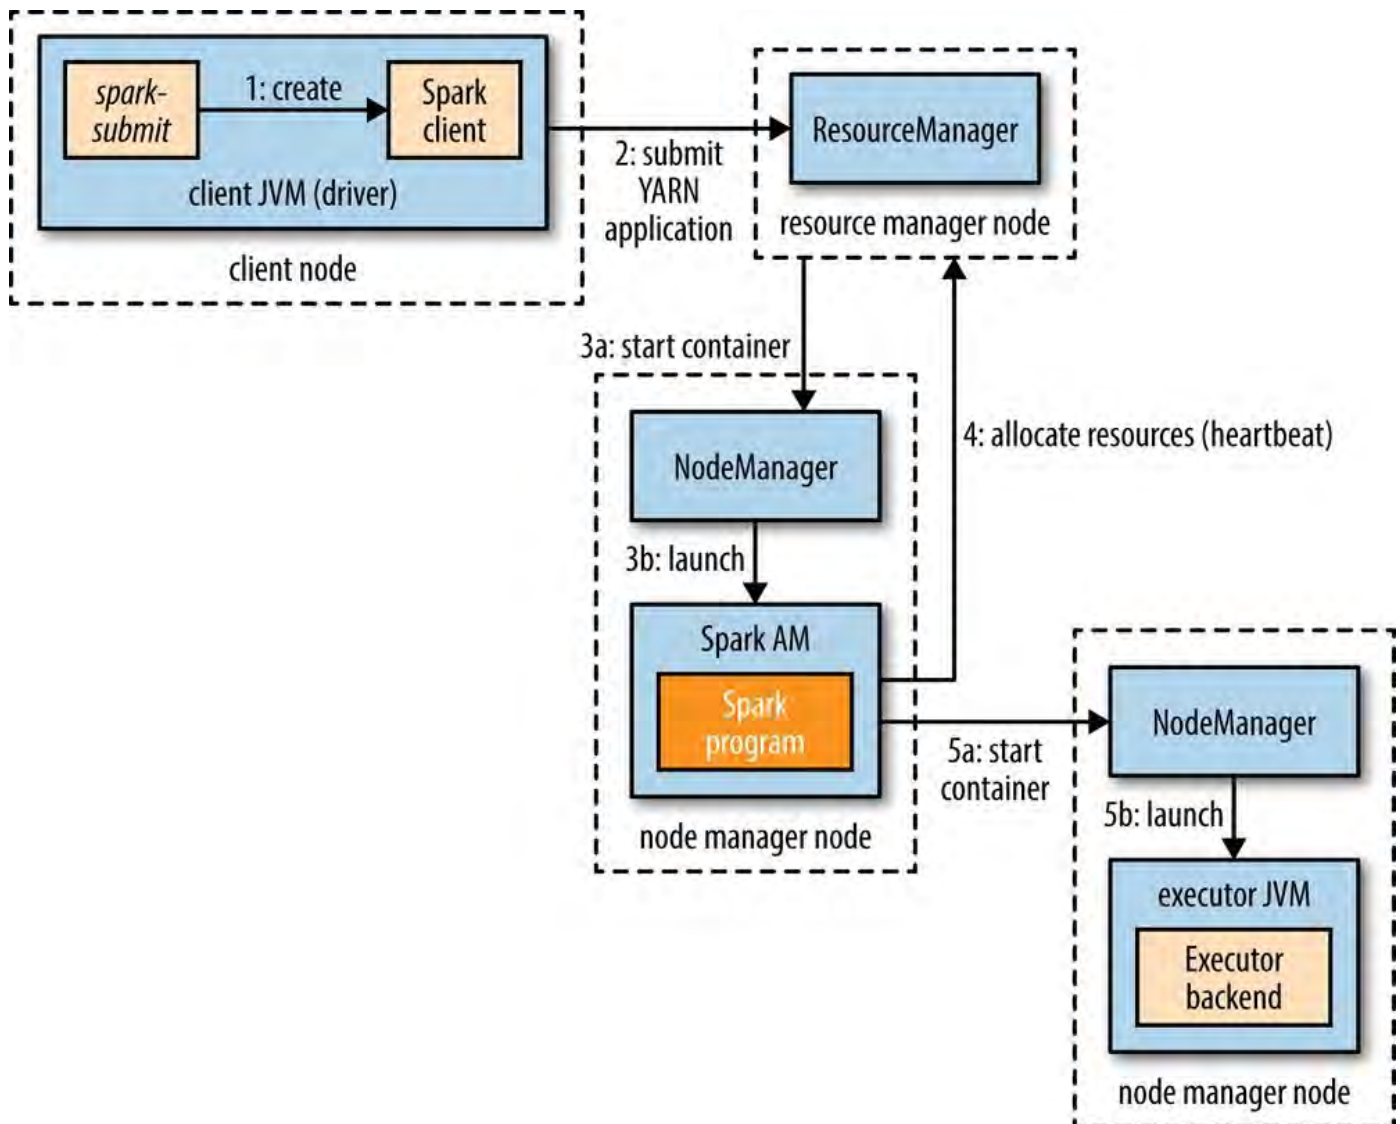 spark-
submit
1: create
Spark
client
client JVM (driver)
client node
2: submit
YARN
application
ResourceManager
resource manager node
3a: start container
NodeManager
3b: launch
Spark AM
Spark
program
node manager node
4: allocate resources (heartbeat)
5a: start
container
NodeManager
5b: launch
executor JVM
Executor
backend
node manager node